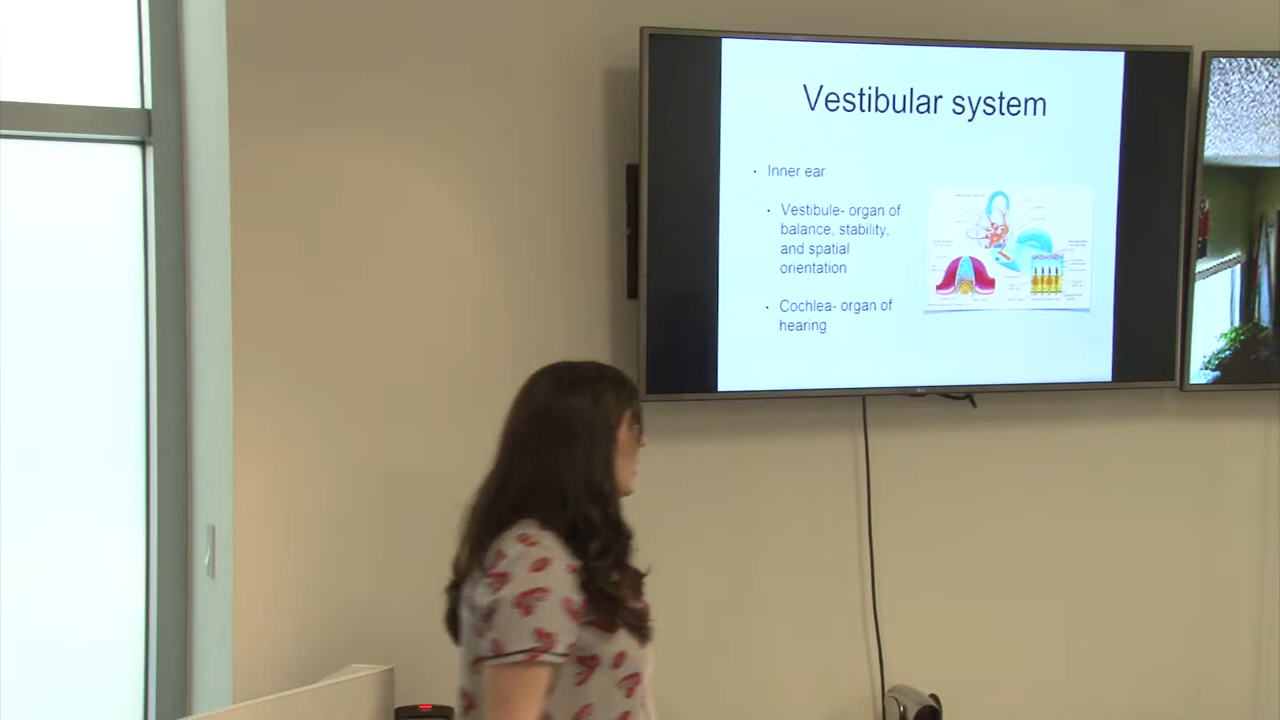 Vestibular system
· Inner ear
· Vestibule- organ of
balance, stability,
and spatial
orientation
· Cochlea- organ of
hearing